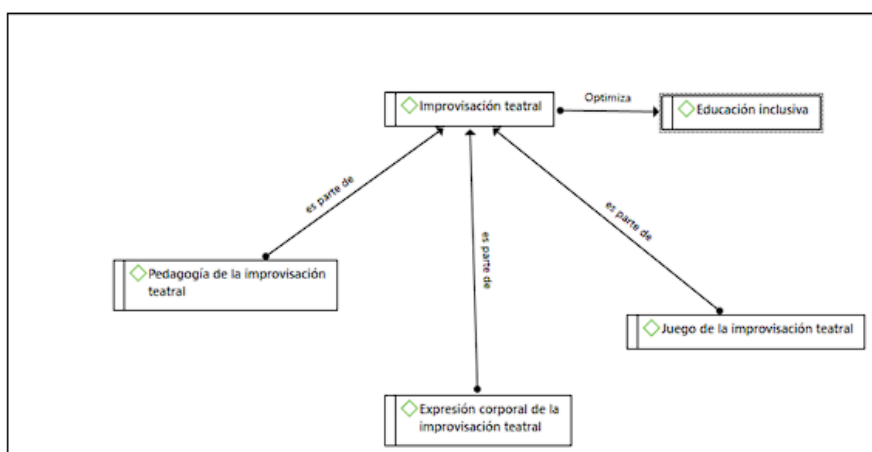 Improvisación teatral
Optimiza
Educación inclusiva
es parte de
es parte de
es parte de
Pedagogía de la improvisación
teatral
Juego de la improvisación teatral
Expresión corporal de la
improvisación teatral